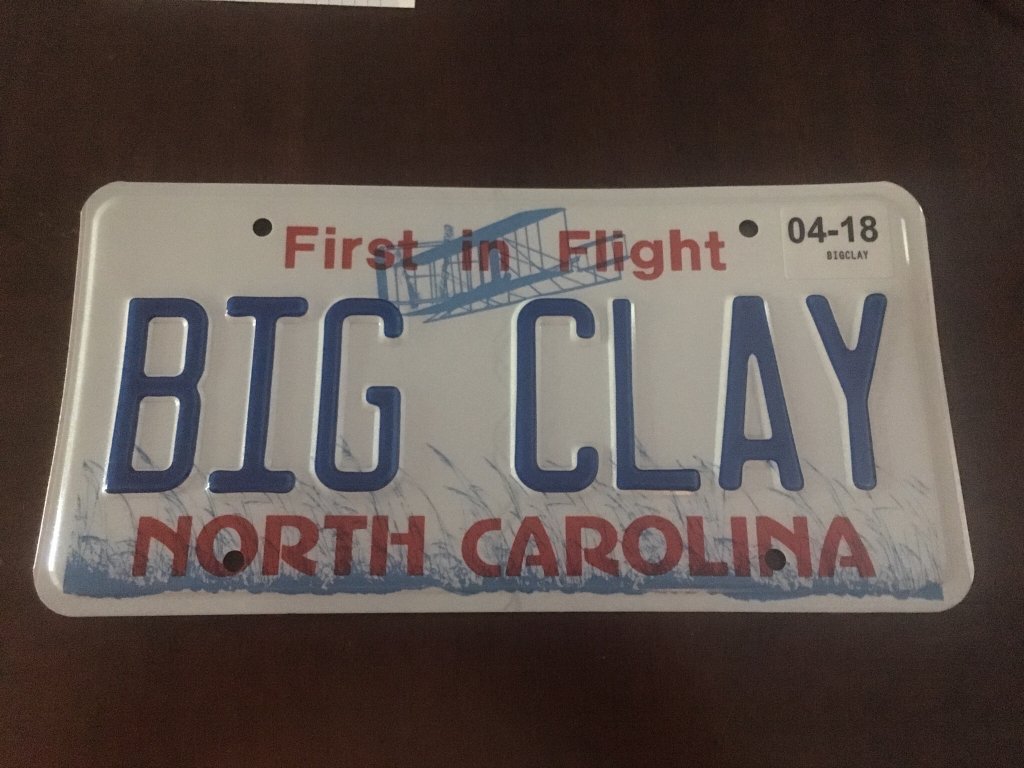 First in Flight
04-18
BIGCLAY
BIG CLAY
NORTH CAROLINA